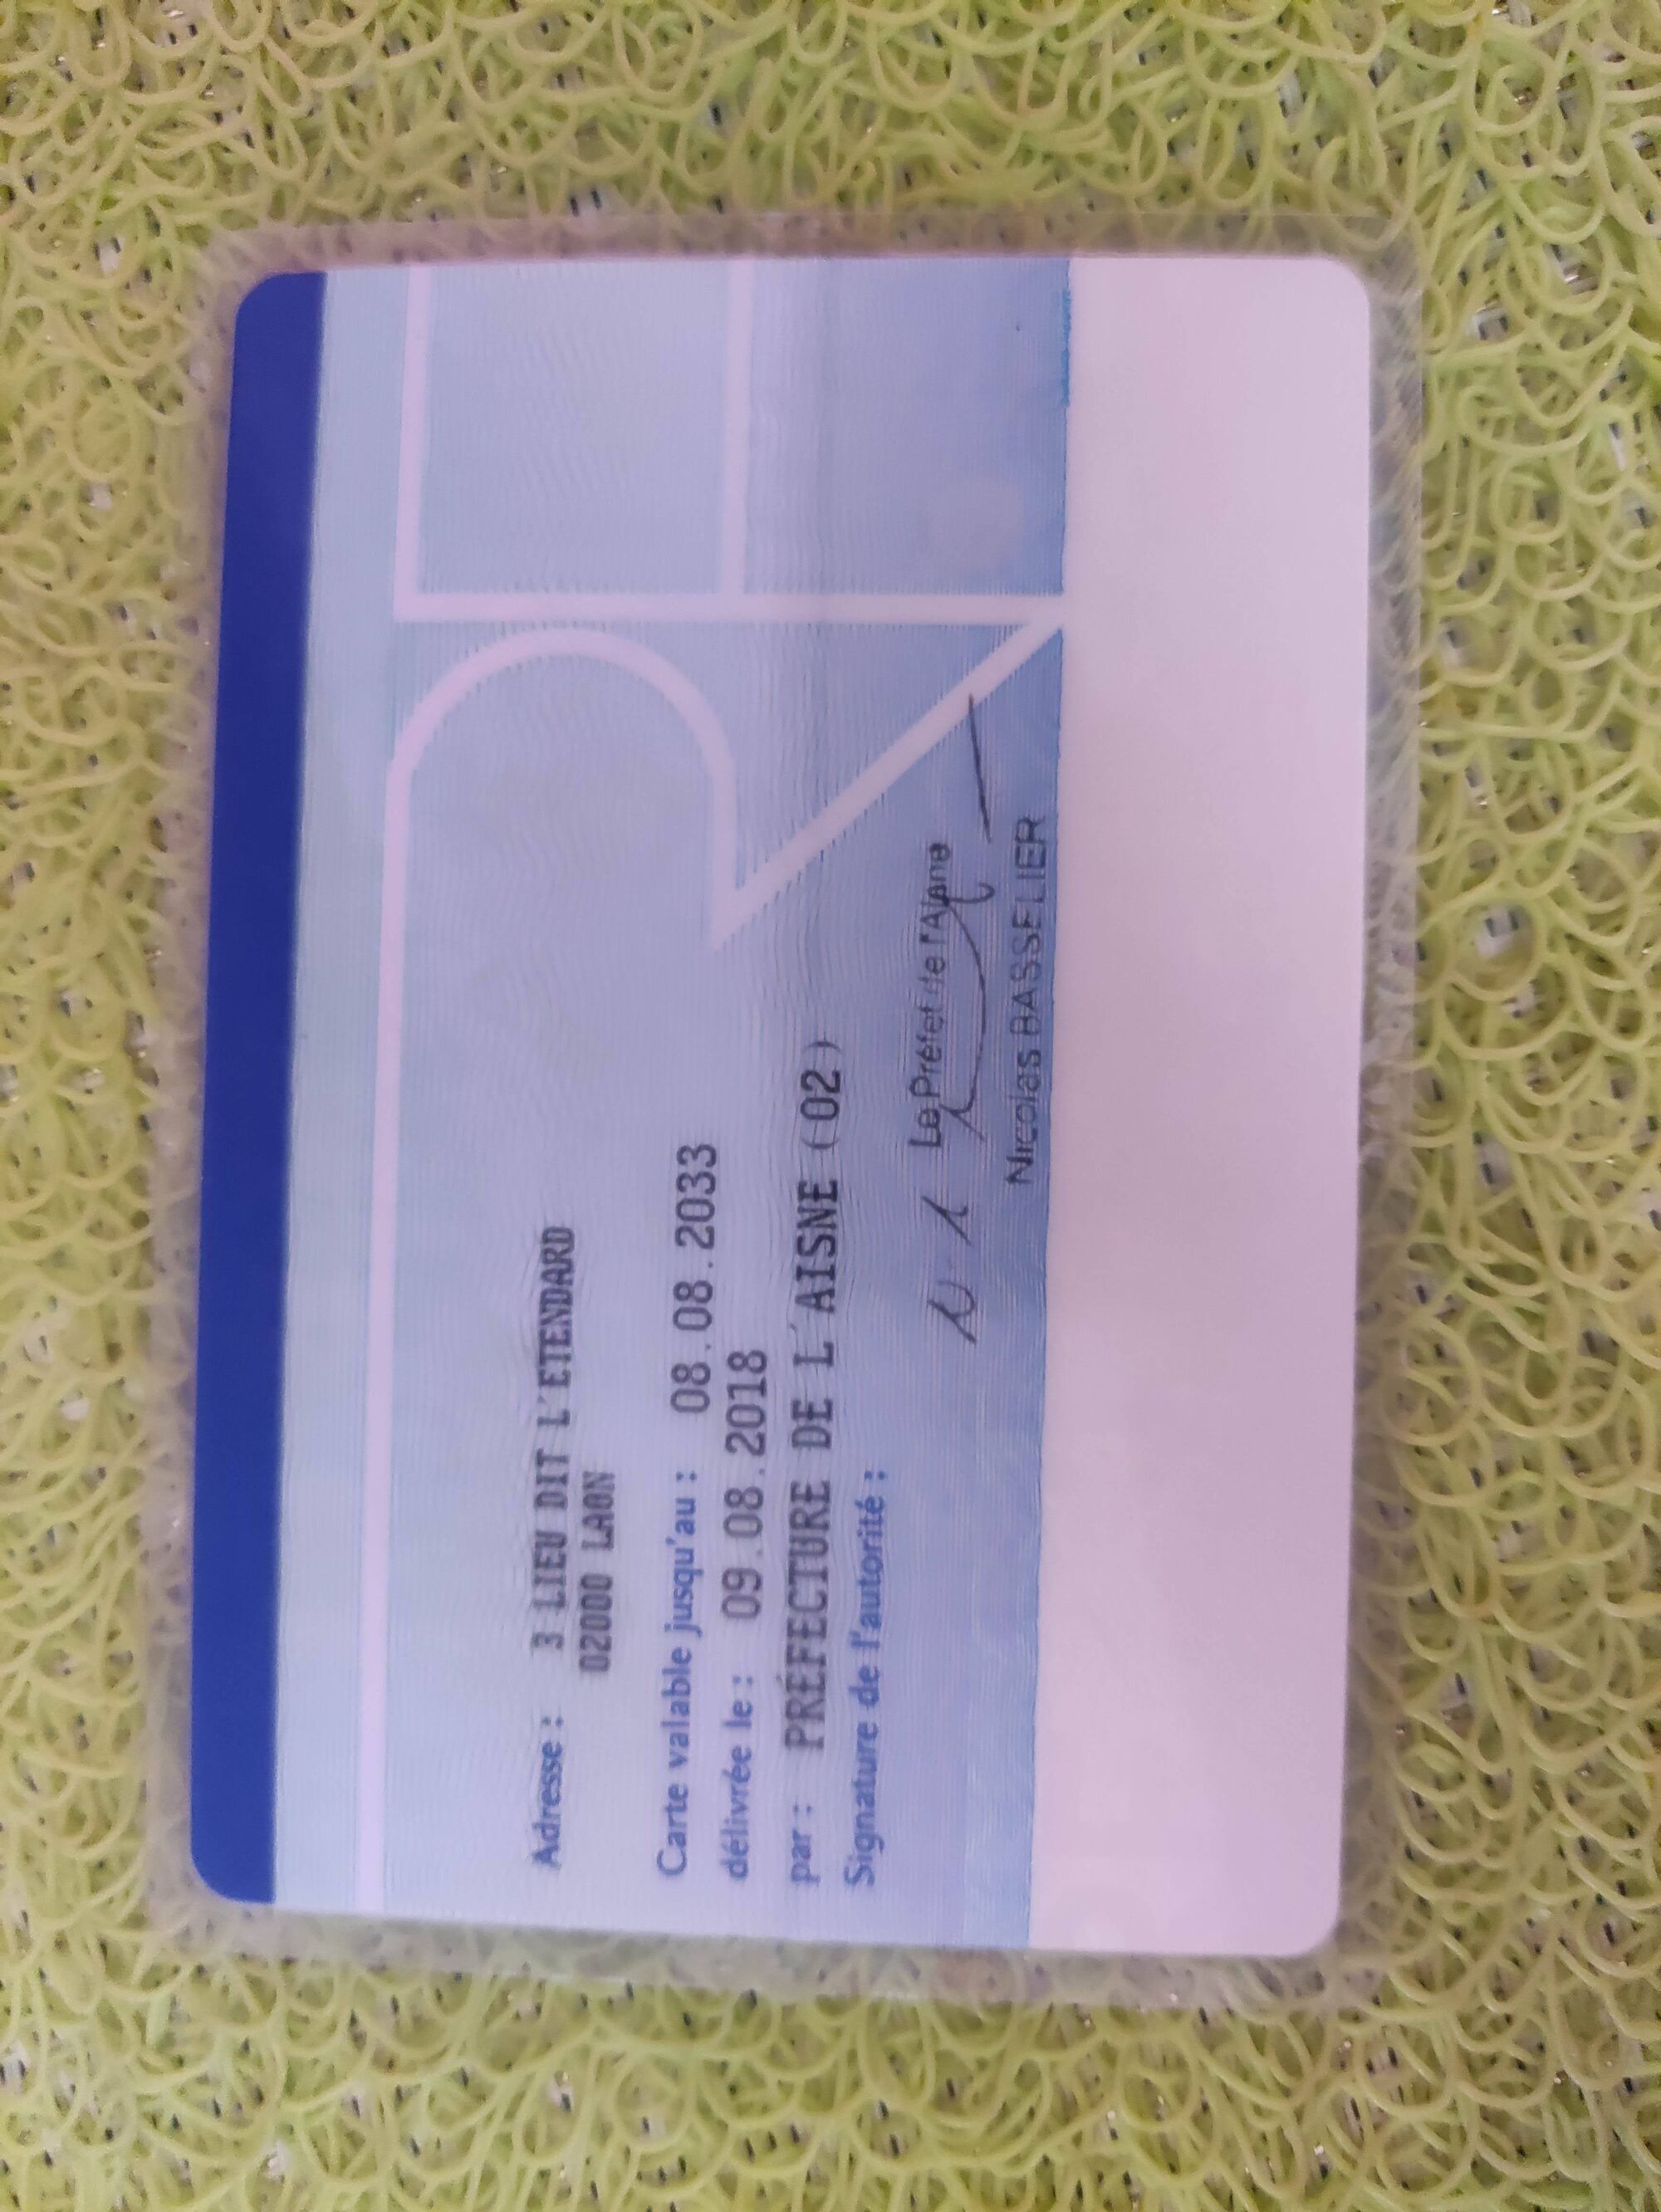 Adresse : 3 LIEU DIT L'ETENDARD
02000 LAON
Carte valable jusqu'au : 08.08.2033
délivrée le : 09.08.2018
par : PRÉFECTURE DE L'AISNE (02)
Signature de l'autorité :
Le Préfet de l'Aisne
Nicolas BASSELIER